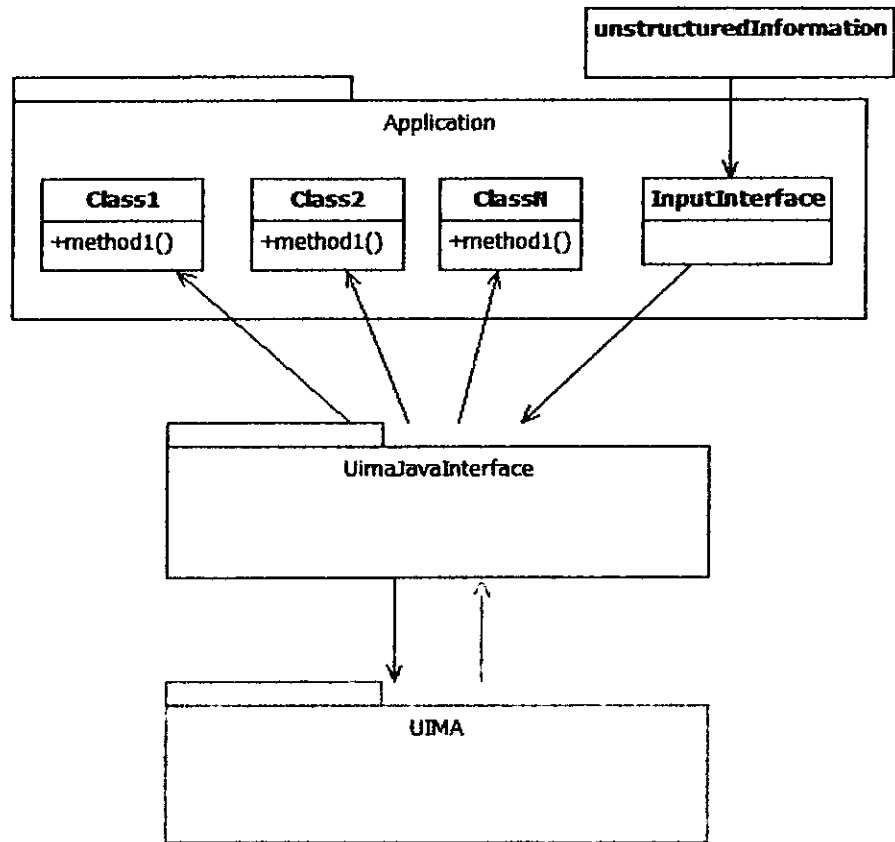 unstructuredInformation
Application
Class1
+method1()
Class2
+method1()
ClassN
+method1()
InputInterface
UimaJavaInterface
UIMA